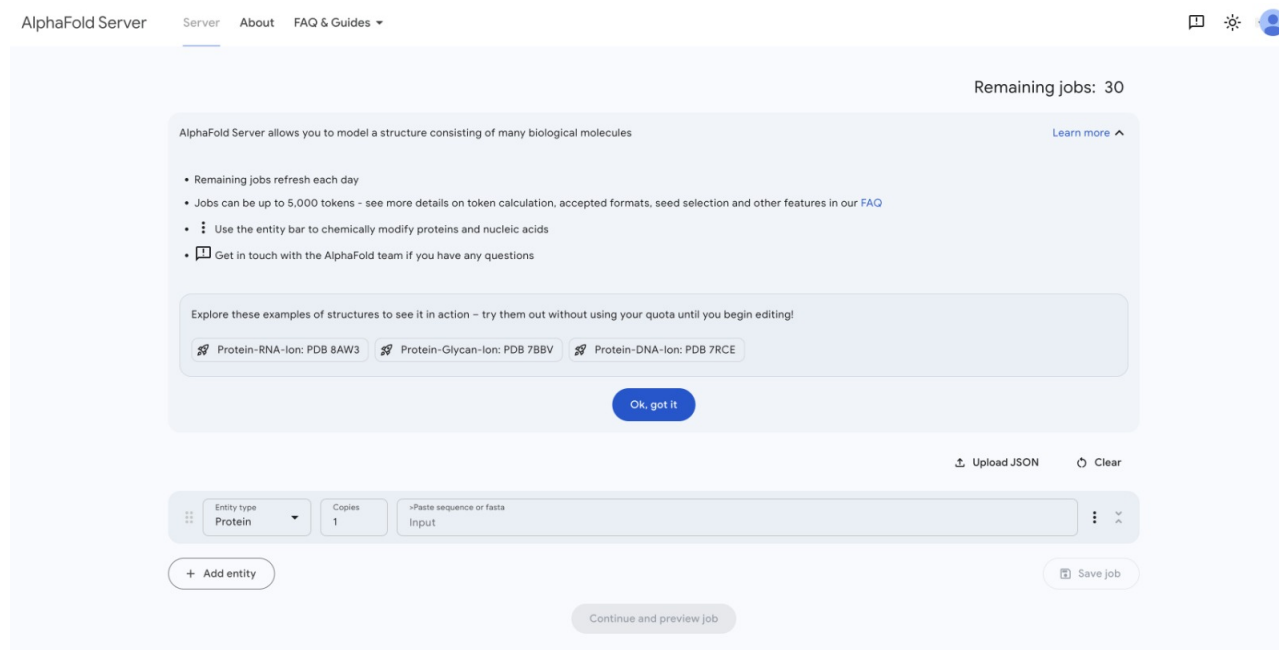 AlphaFold Server
Server About FAQ & Guides
Remaining jobs: 30
AlphaFold Server allows you to model a structure consisting of many biological molecules
Learn more
• Remaining jobs refresh each day
• Jobs can be up to 5,000 tokens - see more details on token calculation, accepted formats, seed selection and other features in our FAQ
• Use the entity bar to chemically modify proteins and nucleic acids
• Get in touch with the AlphaFold team if you have any questions
Explore these examples of structures to see it in action – try them out without using your quota until you begin editing!
Protein-RNA-Ion: PDB 8AW3 Protein-Glycan-Ion: PDB 7BBV Protein-DNA-Ion: PDB 7RCE
Ok, got it
Upload JSON Clear
Entity type Copies >Paste sequence or fasta
Protein 1 Input
+ Add entity Save job
Continue and preview job